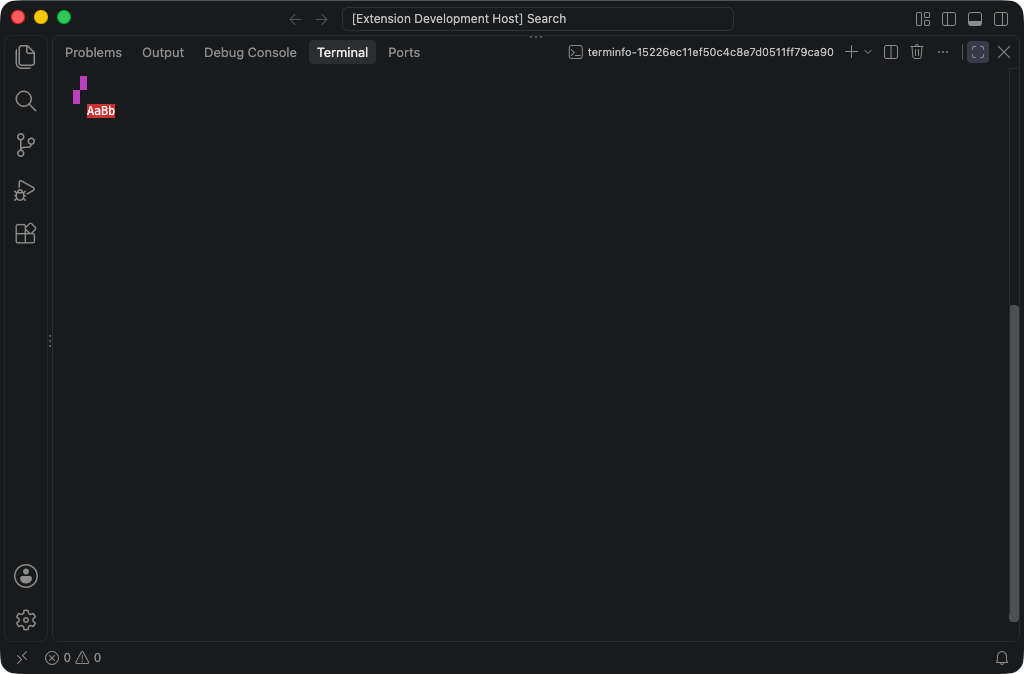 [Extension Development Host] Search
Problems Output Debug Console Terminal Ports terminfo-15226ec11ef50c4c8e7d0511ff79ca90
AaBb
0 0